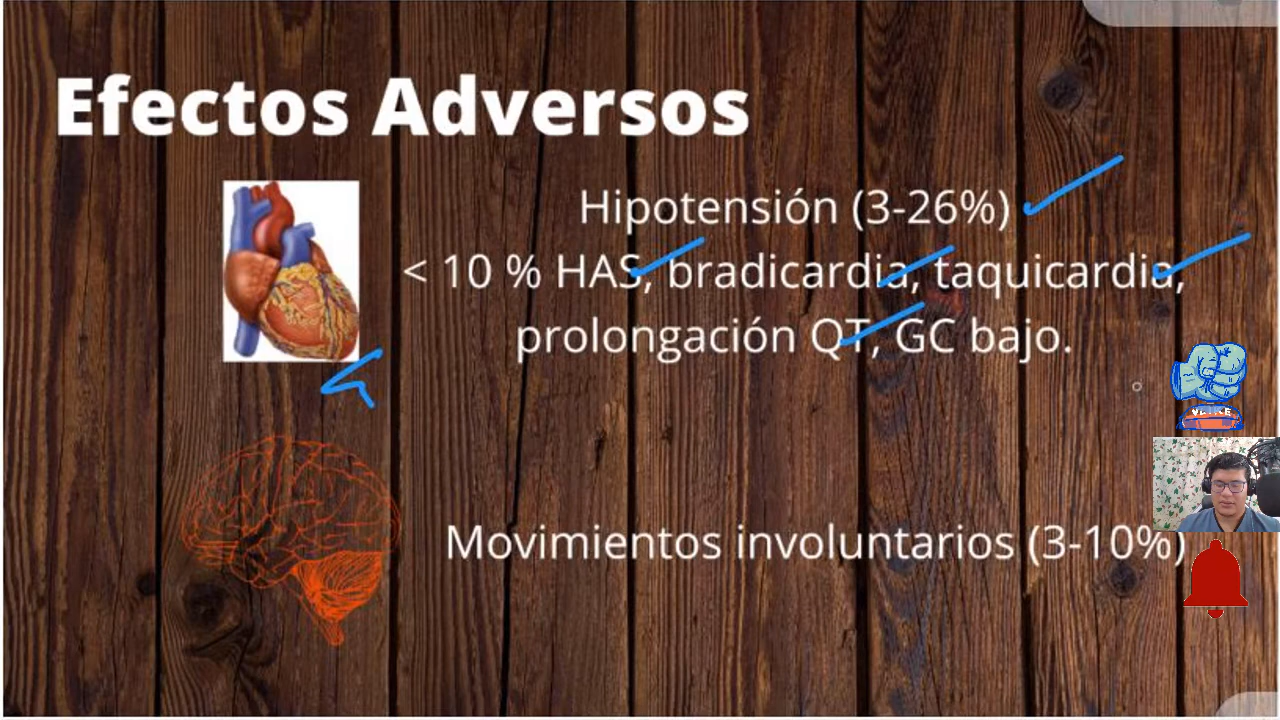 Efectos Adversos
Hipotensión (3-26%)
< 10 % HAS, bradicardia, taquicardia,
prolongación QT, GC bajo.
Movimientos involuntarios (3-10%)